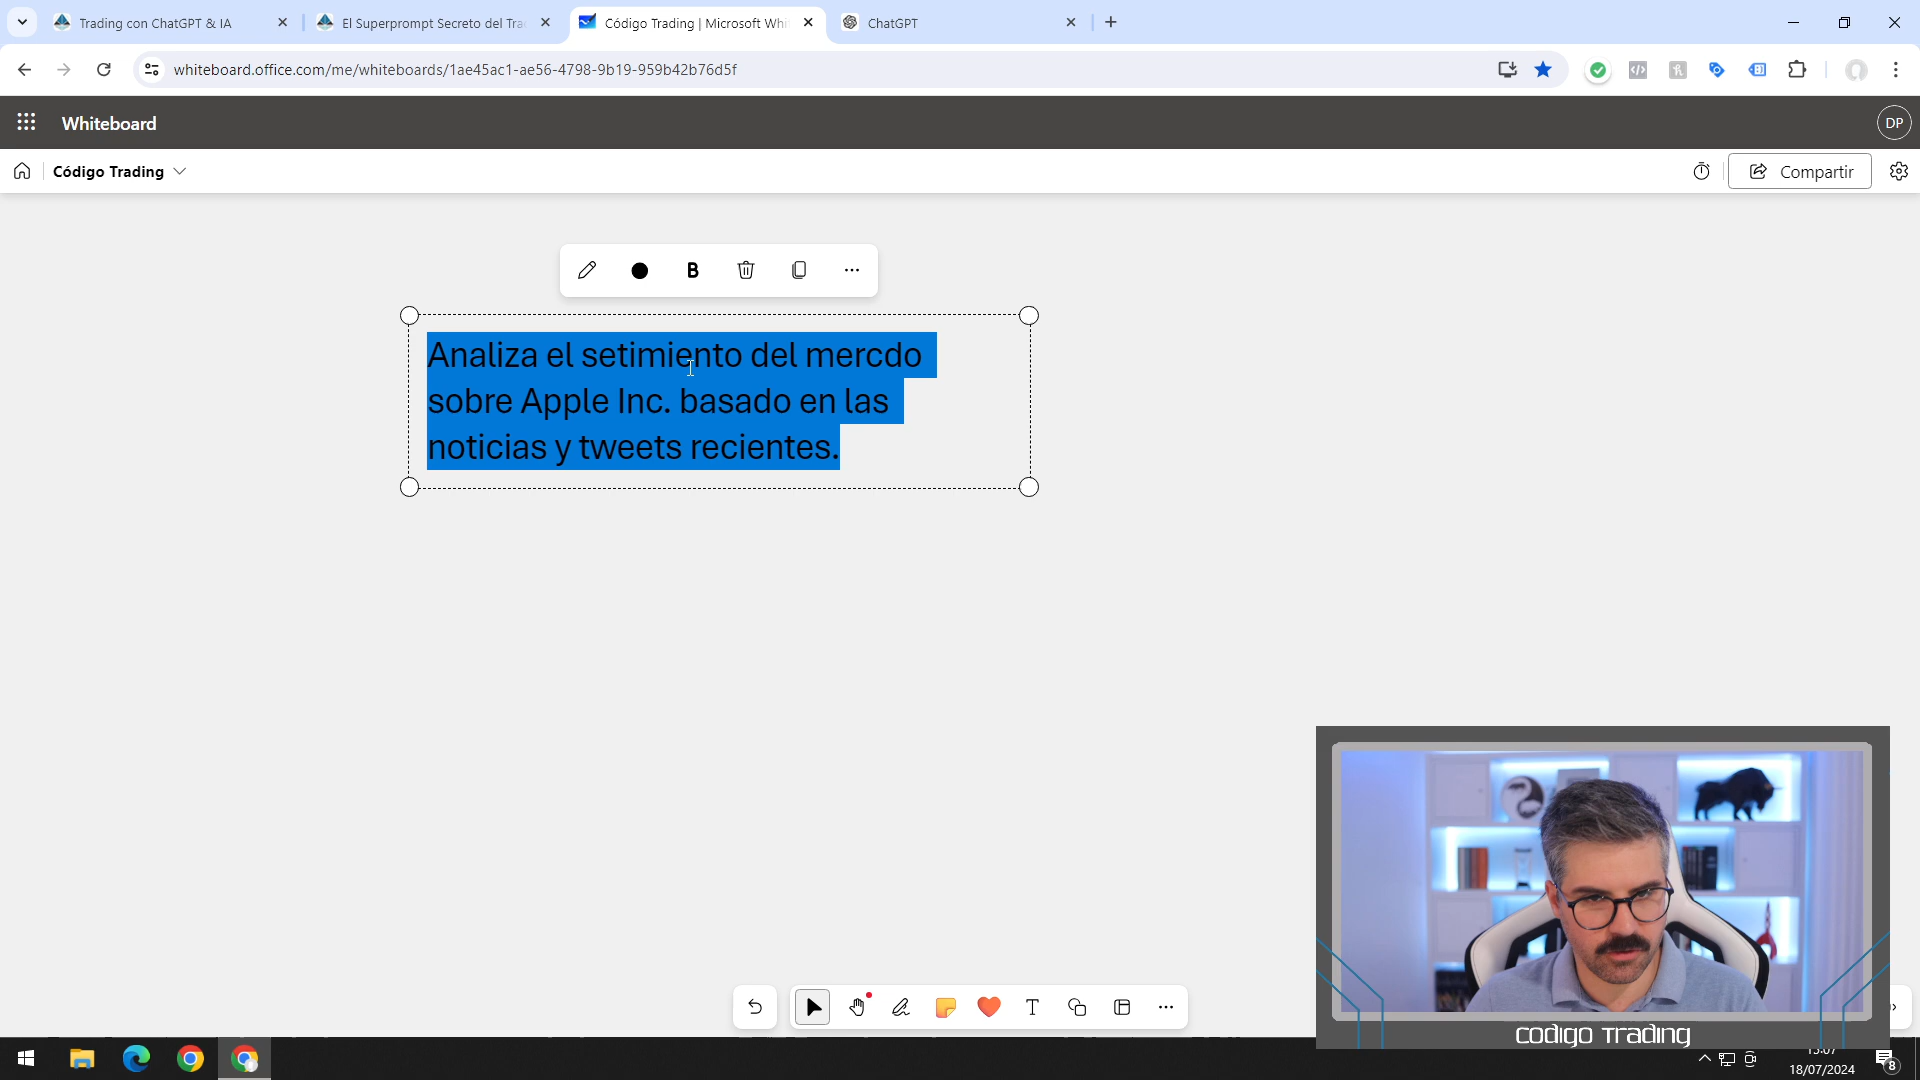 Trading con ChatGPT & IA
El Superprompt Secreto del Tra
Código Trading | Microsoft Whi
ChatGPT
whiteboard.office.com/me/whiteboards/1ae45ac1-ae56-4798-9b19-959b42b76d5f
Whiteboard
DP
Código Trading
Compartir
B
Analiza el setimiento del mercdo
sobre Apple Inc. basado en las
noticias y tweets recientes.
T
CODIGO TRADING
18/07/2024
8